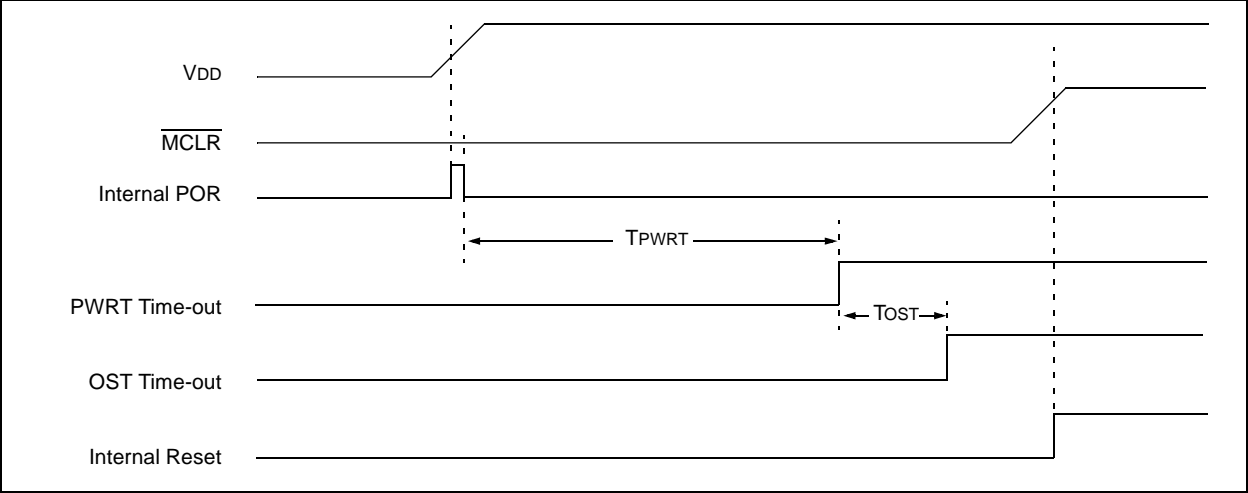 VDD
MCLR
Internal POR
TPWRT
PWRT Time-out
TOST
OST Time-out
Internal Reset